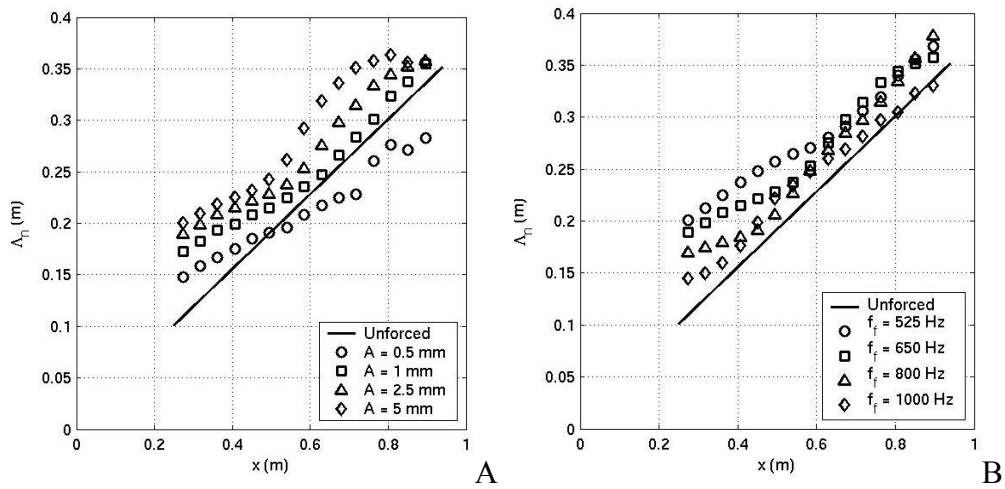 0.4
0.35
0.3
0.25
0.2
0.15
0.1
0.05
0
0
0.2
0.4
0.6
0.8
1
Λn (m)
x (m)
Unforced
A = 0.5 mm
A = 1 mm
A = 2.5 mm
A = 5 mm
A
0.4
0.35
0.3
0.25
0.2
0.15
0.1
0.05
0
0
0.2
0.4
0.6
0.8
1
Λn (m)
x (m)
Unforced
ff = 525 Hz
ff = 650 Hz
ff = 800 Hz
ff = 1000 Hz
B